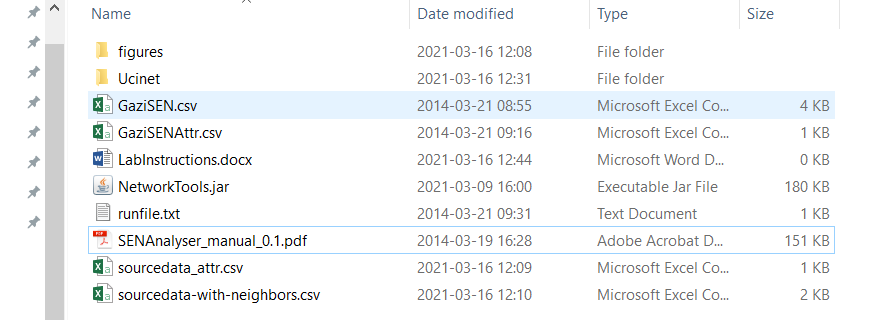 Name Date modified Type Size
figures 2021-03-16 12:08 File folder
Ucinet 2021-03-16 12:31 File folder
GaziSEN.csv 2014-03-21 08:55 Microsoft Excel Co... 4 KB
GaziSENAttr.csv 2014-03-21 09:16 Microsoft Excel Co... 1 KB
LabInstructions.docx 2021-03-16 12:44 Microsoft Word D... 0 KB
NetworkTools.jar 2021-03-09 16:00 Executable Jar File 180 KB
runfile.txt 2014-03-21 09:31 Text Document 1 KB
SENAnalyser_manual_0.1.pdf 2014-03-19 16:28 Adobe Acrobat D... 151 KB
sourcedata_attr.csv 2021-03-16 12:09 Microsoft Excel Co... 1 KB
sourcedata-with-neighbors.csv 2021-03-16 12:10 Microsoft Excel Co... 2 KB